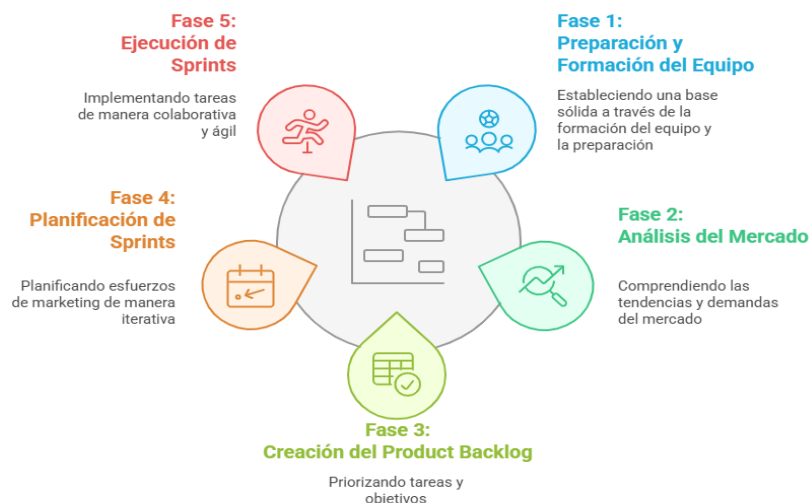 Fase 1:
Preparación y
Formación del Equipo
Estableciendo una base
sólida a través de la
formación del equipo y
la preparación
Fase 2:
Análisis del Mercado
Comprendiendo las
tendencias y demandas
del mercado
Fase 3:
Creación del Product Backlog
Priorizando tareas y
objetivos
Fase 4:
Planificación de
Sprints
Planificando esfuerzos
de marketing de manera
iterativa
Fase 5:
Ejecución de
Sprints
Implementando tareas
de manera colaborativa
y ágil